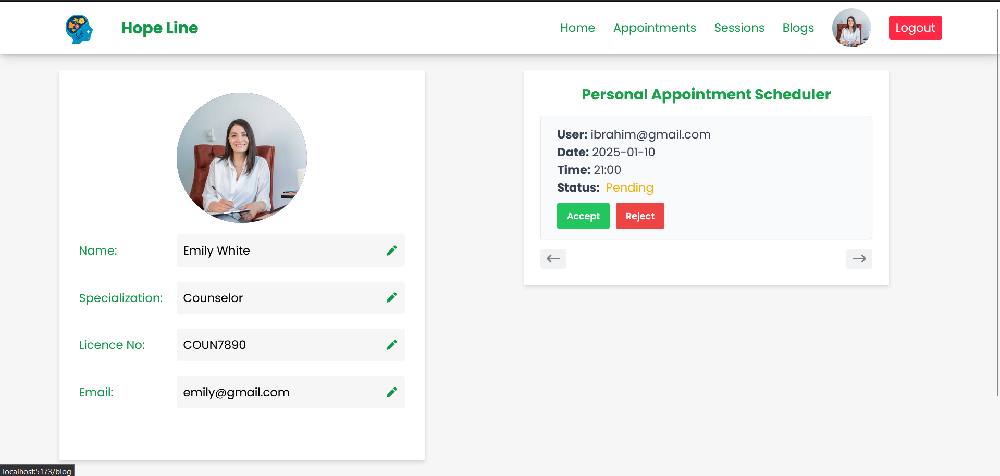 Hope Line
Home
Appointments
Sessions
Blogs
Logout
Name:
Emily White
Specialization:
Counselor
Licence No:
COUN7890
Email:
emily@gmail.com
Personal Appointment Scheduler
User: ibrahim@gmail.com
Date: 2025-01-10
Time: 21:00
Status: Pending
Accept
Reject
localhost:5173/blog